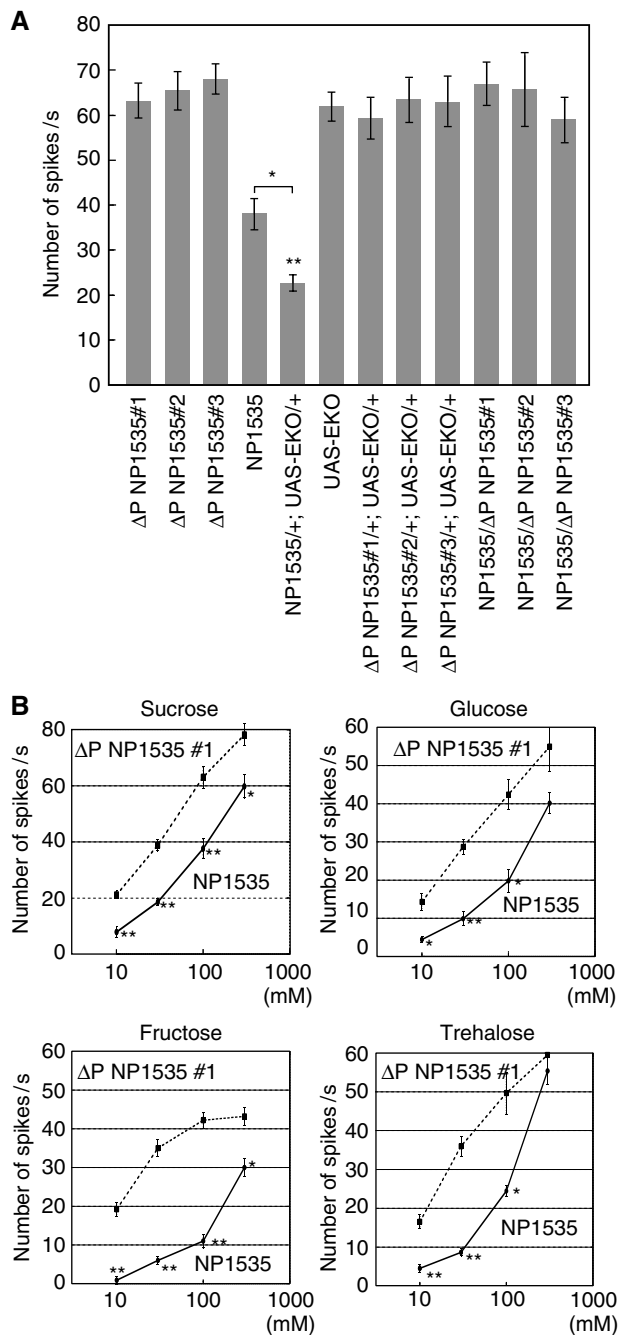 A
Number of spikes/s
80
70
60
50
40
30
20
10
0
*
**
ΔP NP1535#1
ΔP NP1535#2
ΔP NP1535#3
NP1535
NP1535/+; UAS-EKO/+
UAS-EKO
ΔP NP1535#1/+; UAS-EKO/+
ΔP NP1535#2/+; UAS-EKO/+
ΔP NP1535#3/+; UAS-EKO/+
NP1535/ΔP NP1535#1
NP1535/ΔP NP1535#2
NP1535/ΔP NP1535#3
B
Sucrose
Number of spikes/s
80
60
40
20
0
ΔP NP1535 #1
*
**
NP1535
**
**
10 100 1000
(mM)
Glucose
Number of spikes/s
60
50
40
30
20
10
0
ΔP NP1535 #1
*
NP1535
**
*
10 100 1000
(mM)
Fructose
Number of spikes/s
60
50
40
30
20
10
0
ΔP NP1535 #1
*
**
** **
NP1535
10 100 1000
(mM)
Trehalose
Number of spikes/s
60
50
40
30
20
10
0
ΔP NP1535 #1
*
NP1535
** **
10 100 1000
(mM)